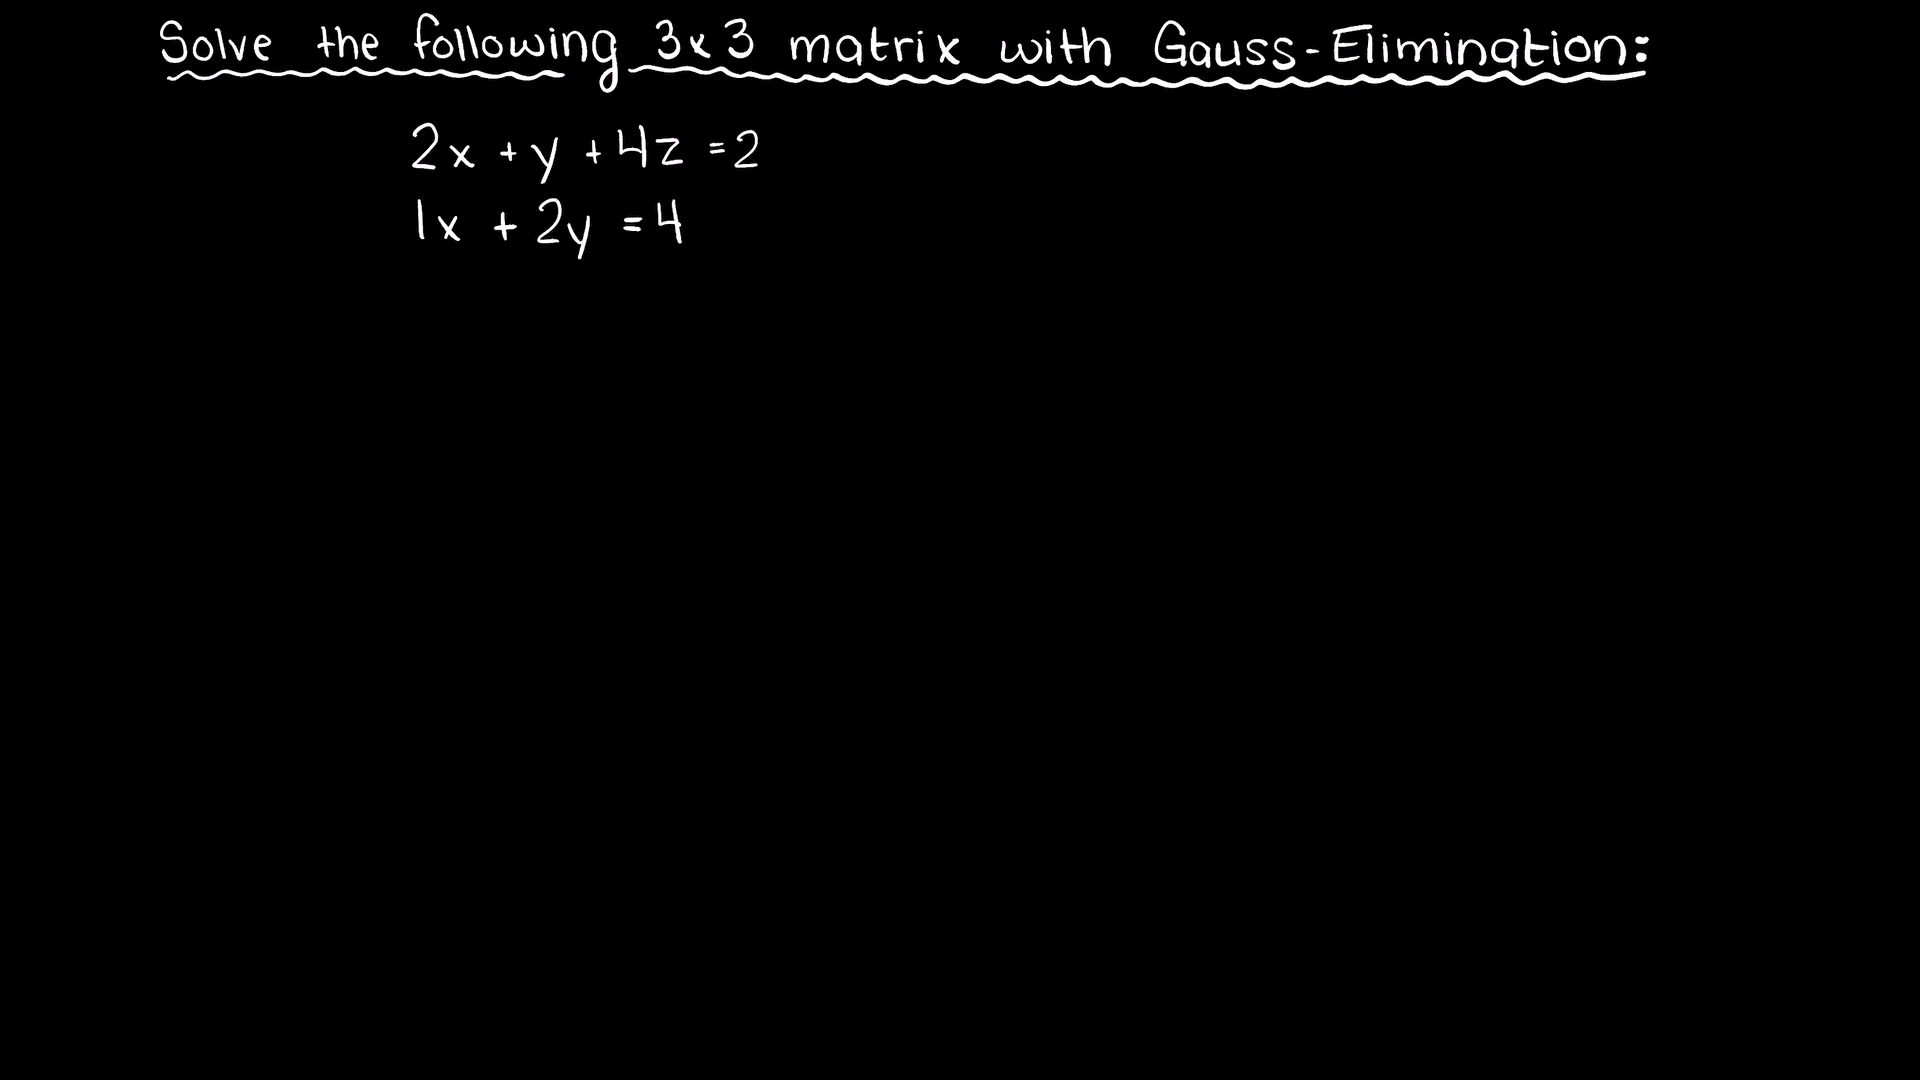 Solve the following 3x3 matrix with Gauss-Elimination:
2x + y + 4z = 2
1x + 2y = 4